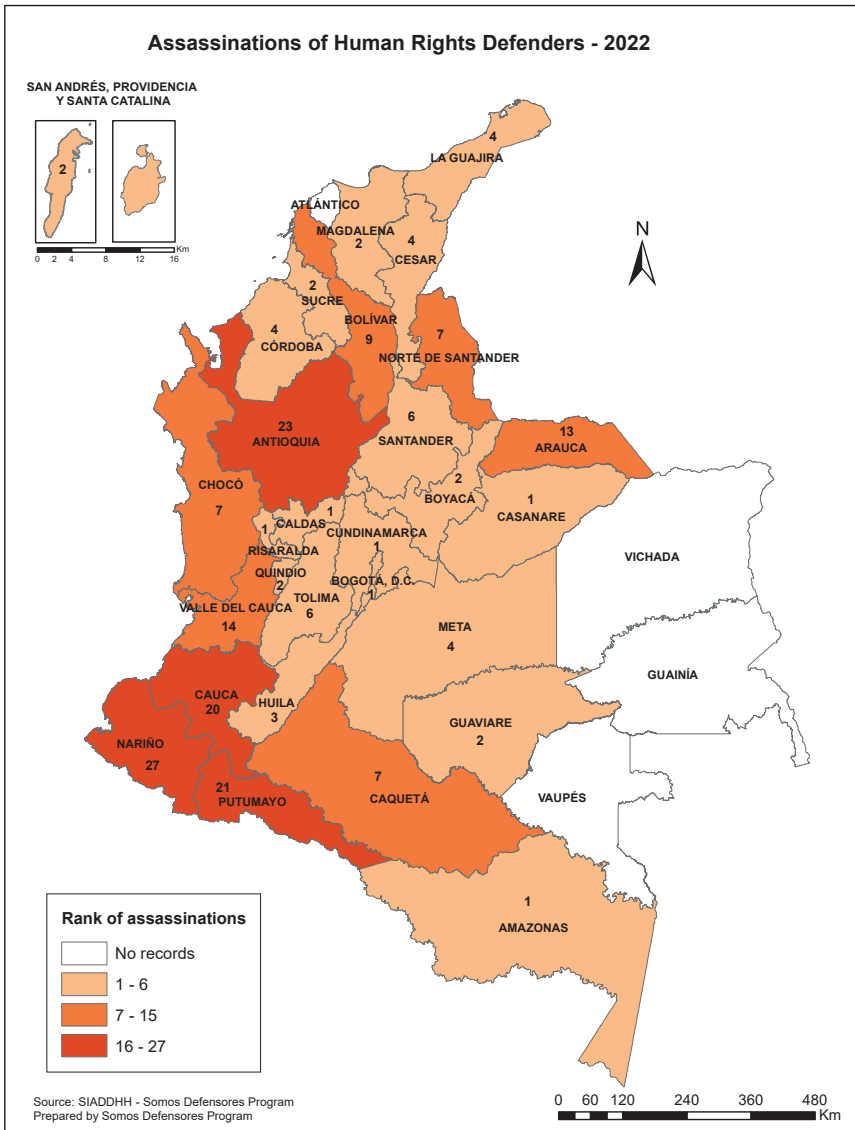 Assassinations of Human Rights Defenders - 2022
SAN ANDRÉS, PROVIDENCIA
Y SANTA CATALINA
2
Km
0 2 4 8 12 16
N
4
LA GUAJIRA
ATLÁNTICO
MAGDALENA
2
4
CESAR
2
SUCRE
BOLÍVAR
9
4
CÓRDOBA
7
NORTE DE SANTANDER
23
ANTIOQUIA
6
SANTANDER
13
ARAUCA
2
BOYACÁ
1
CASANARE
CHOCÓ
7
1
CALDAS
1
RISARALDA
CUNDINAMARCA
1
VICHADA
QUINDIO
2
BOGOTÁ, D.C.
1
TOLIMA
6
VALLE DEL CAUCA
14
META
4
GUAINÍA
CAUCA
20
HUILA
3
GUAVIARE
2
NARIÑO
27
21
PUTUMAYO
7
CAQUETÁ
VAUPÉS
1
AMAZONAS
Rank of assassinations
No records
1 - 6
7 - 15
16 - 27
Source: SIADDHH - Somos Defensores Program
Prepared by Somos Defensores Program
0 60 120 240 360 480
Km